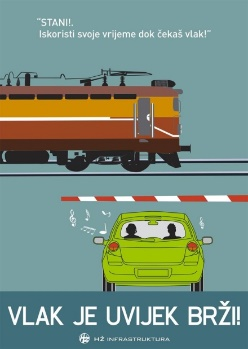 "STANI!.
Iskoristi svoje vrijeme dok čekaš vlak!"
VLAK JE UVIJEK BRŽI!
HŽ INFRASTRUKTURA